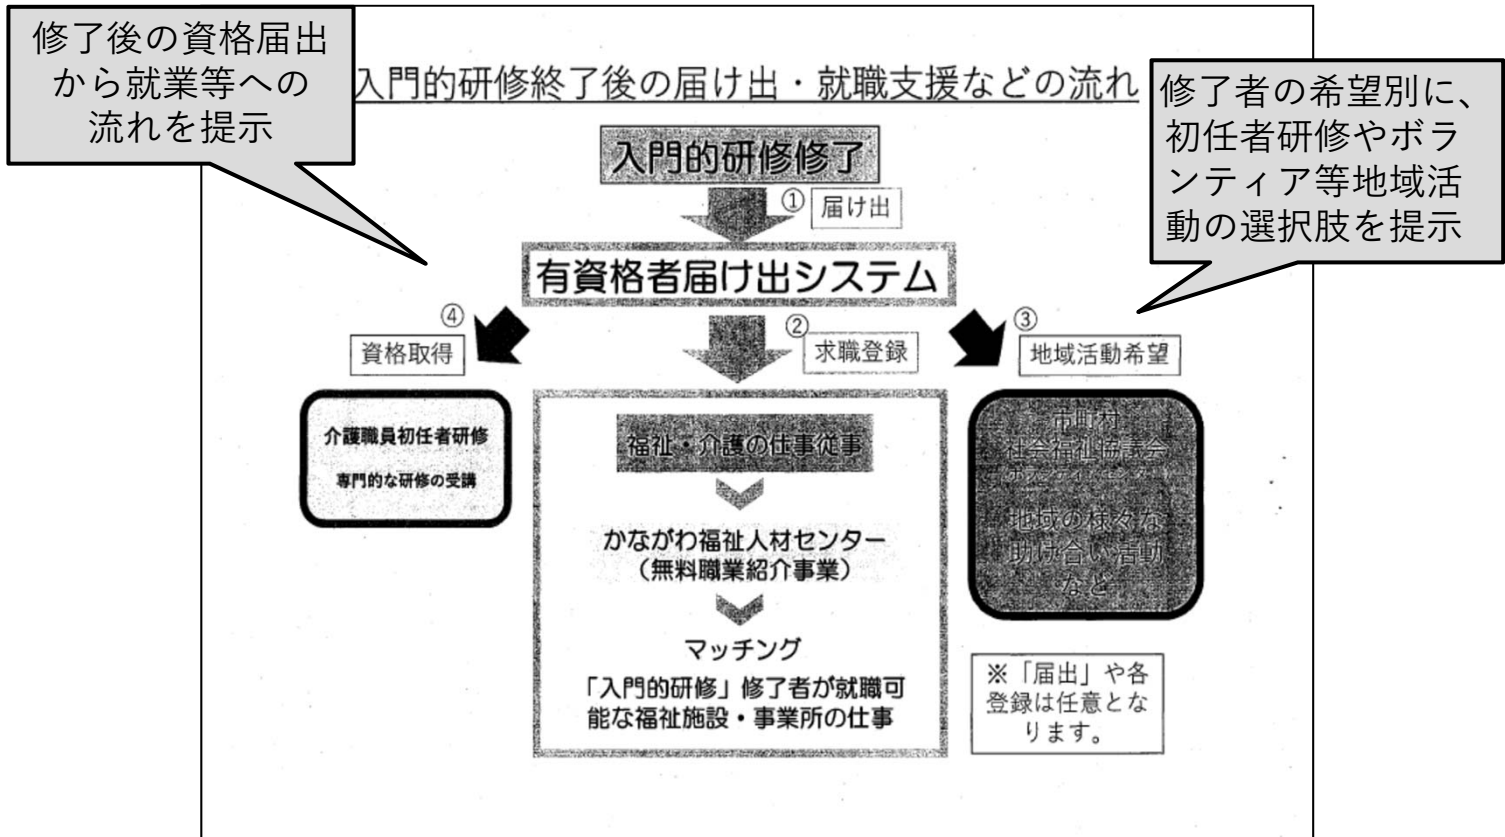 修了後の資格届出
から就業等への
流れを提示
入門的研修終了後の届け出・就職支援などの流れ
修了者の希望別に、
初任者研修やボラ
ンティア等地域活
動の選択肢を提示
入門的研修修了
① 届け出
有資格者届け出システム
④
資格取得
②
求職登録
③
地域活動希望
介護職員初任者研修
専門的な研修の受講
福祉・介護の仕事従事
かながわ福祉人材センター
（無料職業紹介事業）
マッチング
「入門的研修」修了者が就職可
能な福祉施設・事業所の仕事
市町村
社会福祉協議会
地域の様々な
助け合い活動
など
※「届出」や各
登録は任意とな
ります。